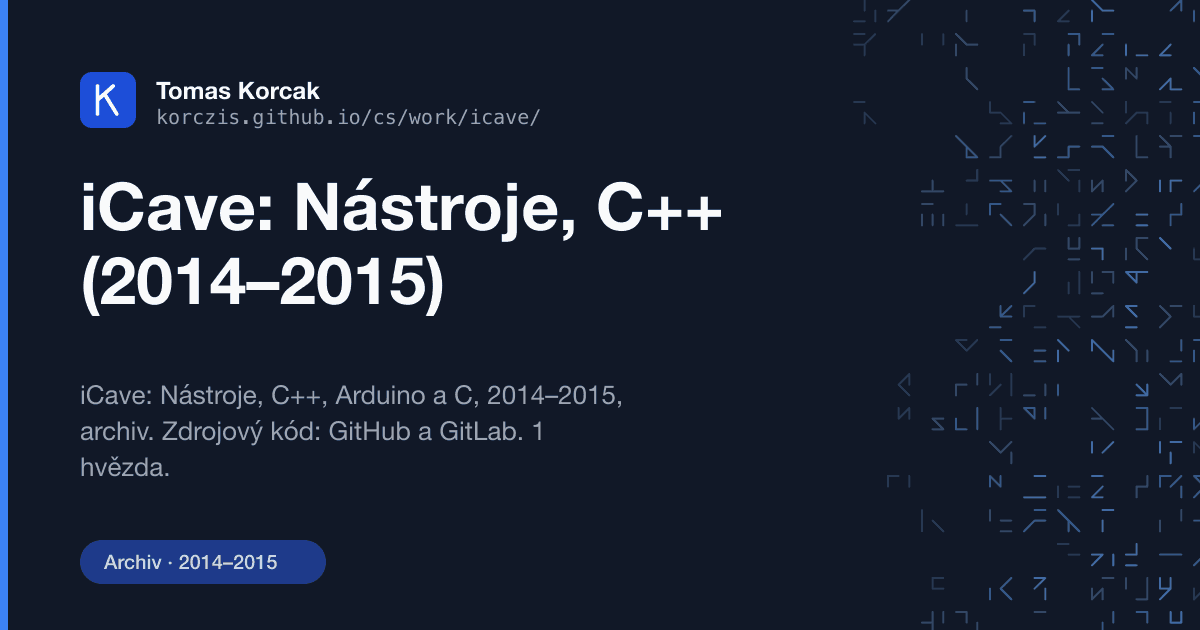 Tomas Korcak
korczis.github.io/cs/work/icave/
iCave: Nástroje, C++
(2014–2015)
iCave: Nástroje, C++, Arduino a C, 2014–2015,
archiv. Zdrojový kód: GitHub a GitLab. 1
hvězda.
Archiv · 2014–2015